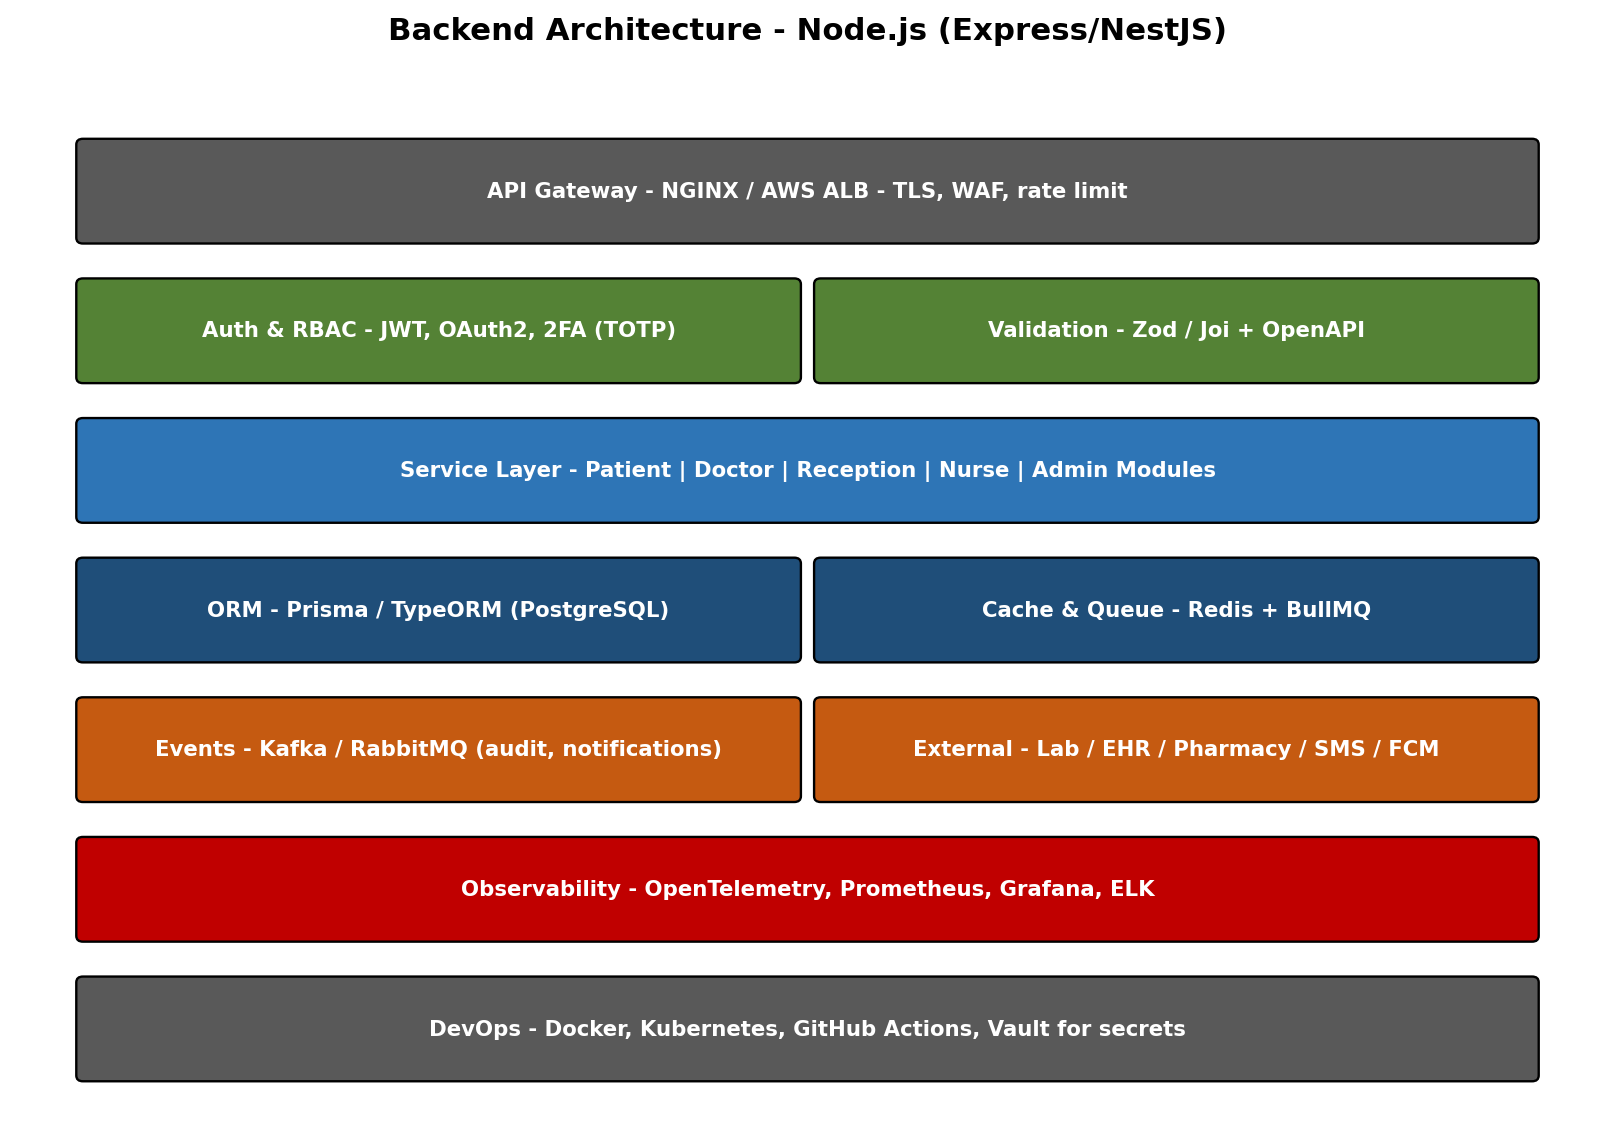 Backend Architecture - Node.js (Express/NestJS)
API Gateway - NGINX / AWS ALB - TLS, WAF, rate limit
Auth & RBAC - JWT, OAuth2, 2FA (TOTP)
Validation - Zod / Joi + OpenAPI
Service Layer - Patient | Doctor | Reception | Nurse | Admin Modules
ORM - Prisma / TypeORM (PostgreSQL)
Cache & Queue - Redis + BullMQ
Events - Kafka / RabbitMQ (audit, notifications)
External - Lab / EHR / Pharmacy / SMS / FCM
Observability - OpenTelemetry, Prometheus, Grafana, ELK
DevOps - Docker, Kubernetes, GitHub Actions, Vault for secrets